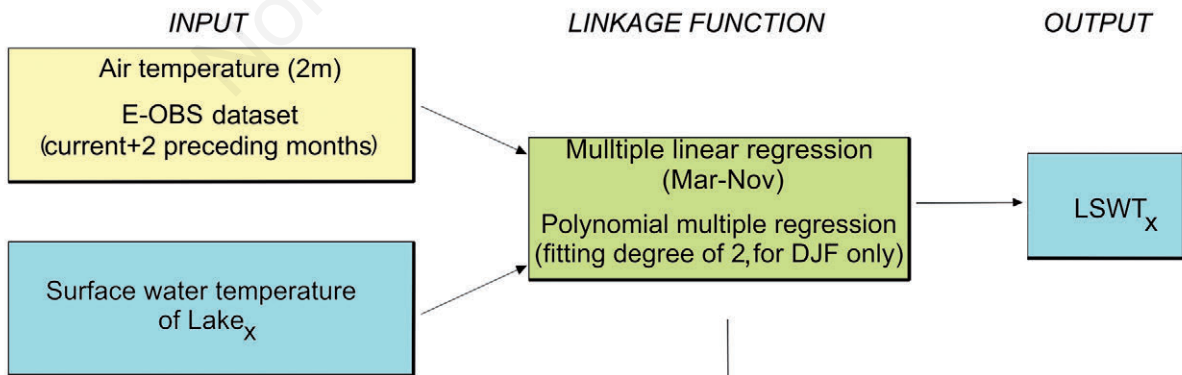 INPUT
LINKAGE FUNCTION
OUTPUT
Air temperature (2m)
E-OBS dataset
(current+2 preceding months)
Mulltiple linear regression
(Mar-Nov)
Polynomial multiple regression
(fitting degree of 2,for DJF only)
LSWTx
Surface water temperature
of Lakex